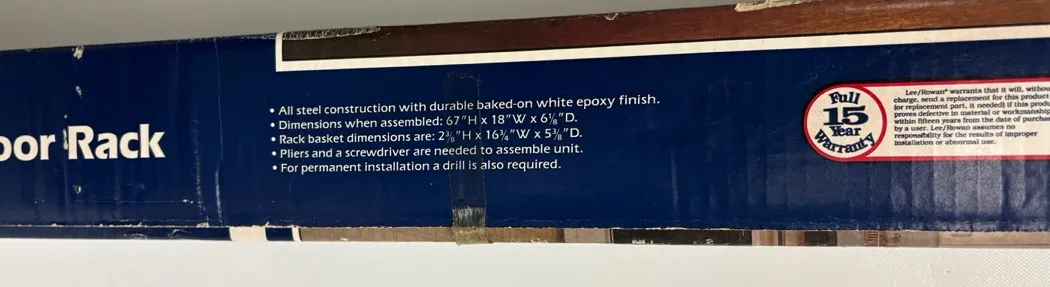 oor Rack
• All steel construction with durable baked-on white epoxy finish.
• Dimensions when assembled: 67"H x 18"W x 6⅛"D.
• Rack basket dimensions are: 2⅜"H x 16¾"W x 5⅜"D.
• Pliers and a screwdriver are needed to assemble unit.
• For permanent installation a drill is also required.
Full
15
Year
Warranty
Lee/Rowan® warrants that it will, withou
charge, send a replacement for this product
(or replacement part, if needed) if this produ
proves defective in material or workmanship
within fifteen years from the date of purchas
by a user. Lee/Rowan assumes no
responsibility for the results of improper
installation or abnormal use.